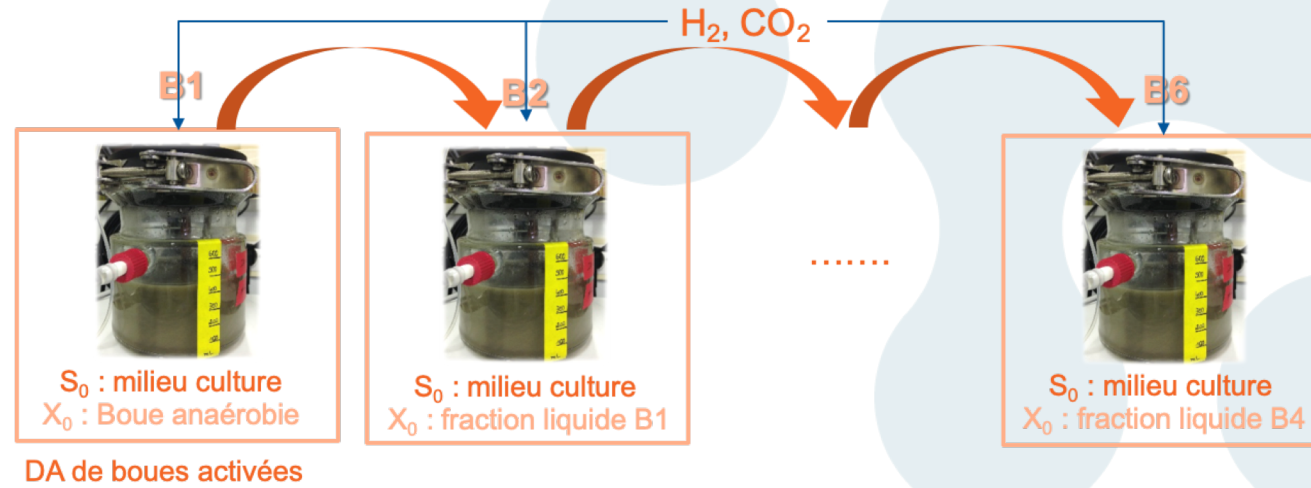 H₂, CO₂
B1
B2
B6
........
S₀ : milieu culture
X₀ : Boue anaérobie
S₀ : milieu culture
X₀ : fraction liquide B1
S₀ : milieu culture
X₀ : fraction liquide B4
DA de boues activées